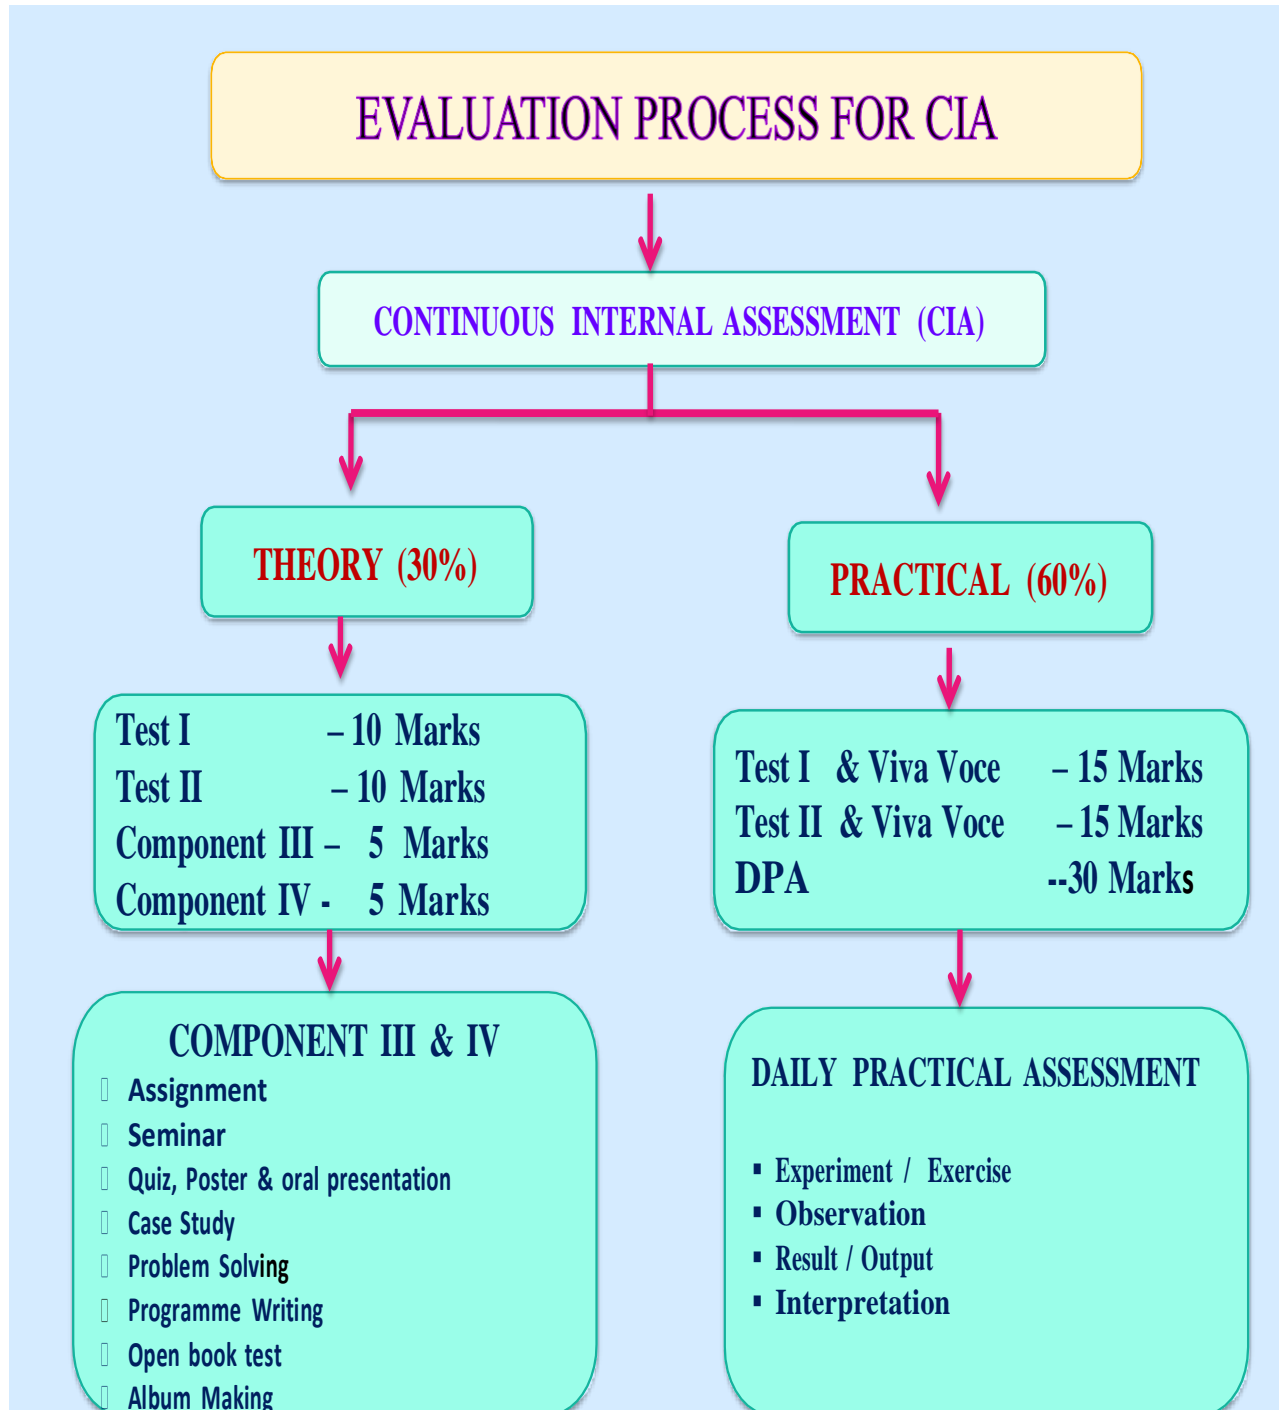 EVALUATION PROCESS FOR CIA
CONTINUOUS INTERNAL ASSESSMENT (CIA)
THEORY (30%)
PRACTICAL (60%)
Test I – 10 Marks
Test II – 10 Marks
Component III – 5 Marks
Component IV - 5 Marks
Test I & Viva Voce – 15 Marks
Test II & Viva Voce – 15 Marks
DPA --30 Marks
COMPONENT III & IV
Assignment
Seminar
Quiz, Poster & oral presentation
Case Study
Problem Solving
Programme Writing
Open book test
Album Making
DAILY PRACTICAL ASSESSMENT
▪ Experiment / Exercise
▪ Observation
▪ Result / Output
▪ Interpretation